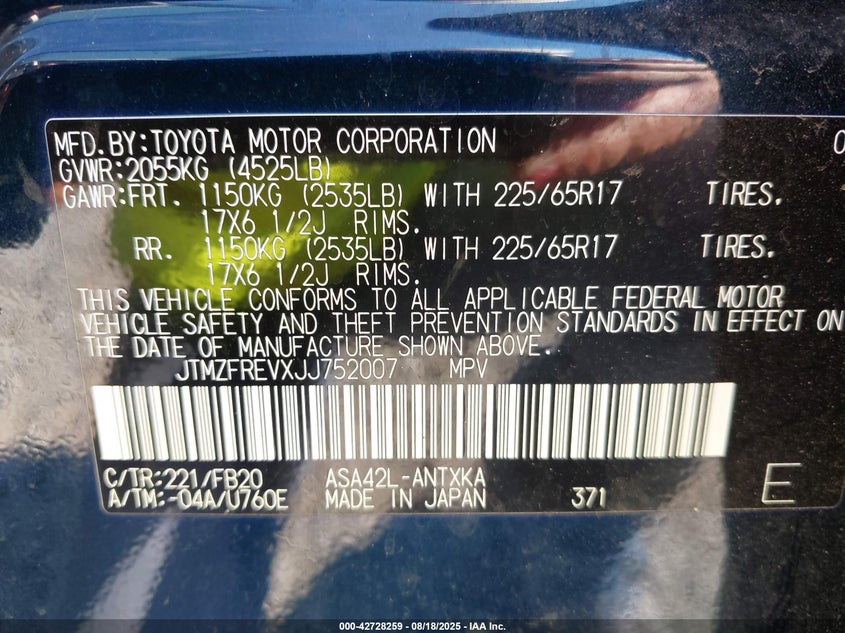 MFD.BY:TOYOTA MOTOR CORPORATION 0
GVWR:2055KG (4525LB)
GAWR:FRT. 1150KG (2535LB) WITH 225/65R17 TIRES.
17X6 1/2J RIMS.
RR. 1150KG (2535LB) WITH 225/65R17 TIRES.
17X6 1/2J RIMS.
THIS VEHICLE CONFORMS TO ALL APPLICABLE FEDERAL MOTOR
VEHICLE SAFETY AND THEFT PREVENTION STANDARDS IN EFFECT ON
THE DATE OF MANUFACTURE SHOWN ABOVE.
JTMZFREVXJJ752007 MPV
C/TR:221/FB20 ASA42L-ANTXKA
A/TM:-04A/U760E MADE IN JAPAN 371 E
000-42728259 - 08/18/2025 - IAA Inc.